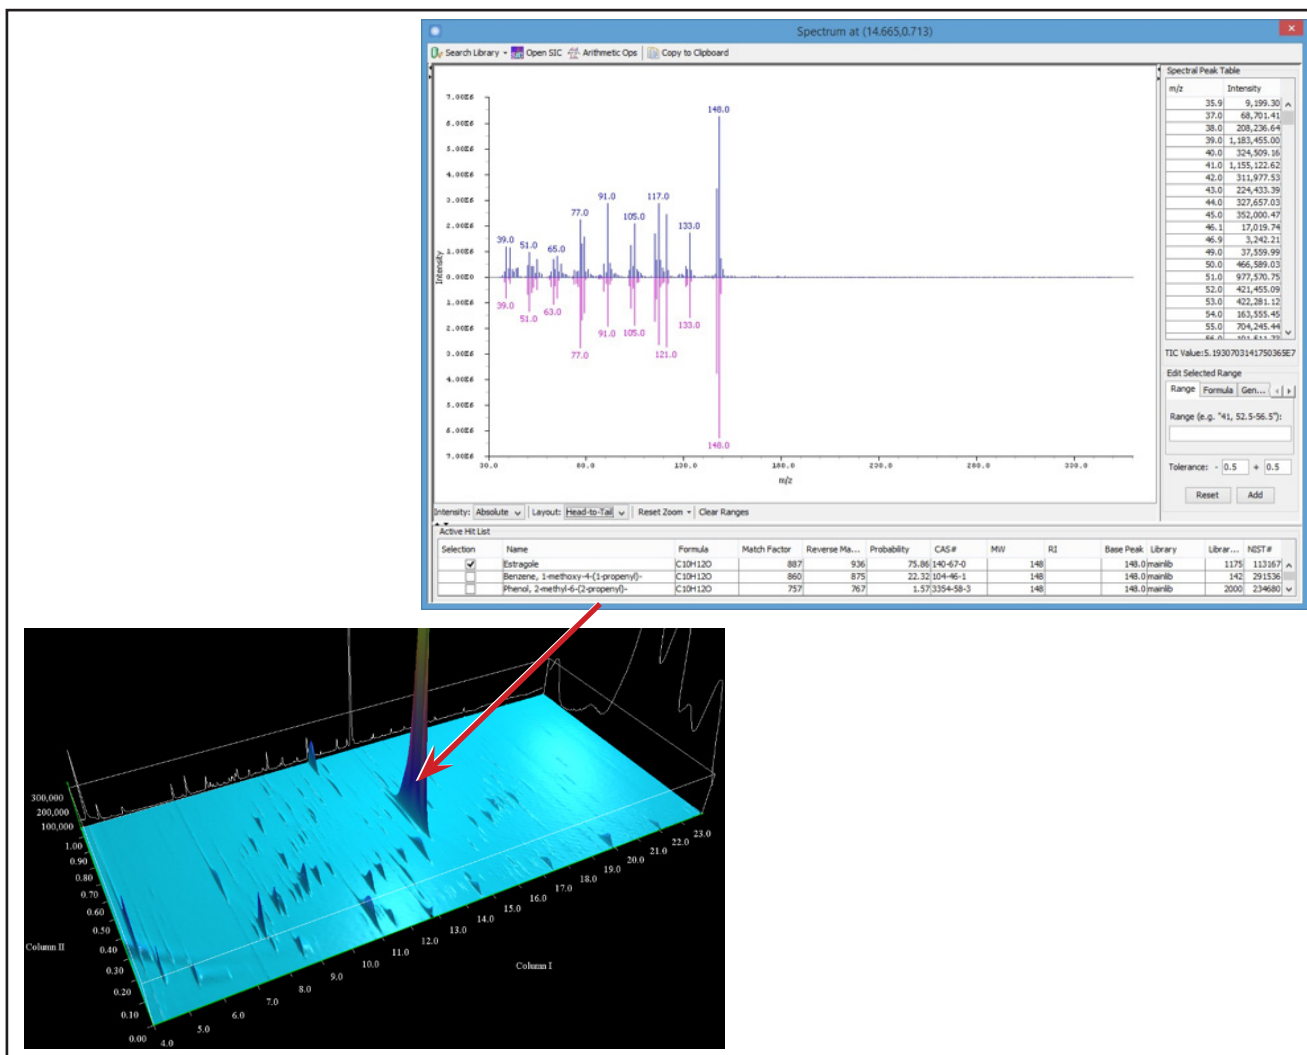 Spectrum at (14.665,0.713)
Search Library Open SIC Arithmetic Ops Copy to Clipboard
Spectral Peak Table
m/z Intensity
35.9 9,199.30
37.0 68,701.41
38.0 208,236.64
39.0 1,183,455.00
40.0 324,509.16
41.0 1,155,122.62
42.0 311,977.53
43.0 224,433.39
44.0 327,657.03
45.0 352,000.47
46.1 17,019.74
46.9 3,242.21
49.0 37,559.99
50.0 466,589.03
51.0 977,570.75
52.0 421,455.09
53.0 422,281.12
54.0 163,555.45
55.0 704,245.44
TIC Value:5.1930703141750365E7
Edit Selected Range
Range Formula Gen...
Range (e.g. "41, 52.5-56.5"):
Tolerance: - 0.5 + 0.5
Reset Add
7.00E6
6.00E6
5.00E6
4.00E6
3.00E6
2.00E6
1.00E6
0.00E6
1.00E6
2.00E6
3.00E6
4.00E6
5.00E6
6.00E6
7.00E6
Intensity
39.0 51.0 65.0 77.0 91.0 105.0 117.0 133.0 148.0
39.0 51.0 63.0 77.0 91.0 105.0 121.0 133.0 148.0
30.0 80.0 130.0 180.0 230.0 280.0 330.0
m/z
Intensity: Absolute Layout: Head-to-Tail Reset Zoom Clear Ranges
Active Hit List
Selection Name Formula Match Factor Reverse Ma... Probability CAS# MW RI Base Peak Library Librar... NIST#
Estragole C10H12O 887 936 75.86 140-67-0 148 148.0 mainlib 1175 113167
Benzene, 1-methoxy-4-(1-propenyl)- C10H12O 860 875 22.32 104-46-1 148 148.0 mainlib 142 291536
Phenol, 2-methyl-6-(2-propenyl)- C10H12O 757 767 1.57 3354-58-3 148 148.0 mainlib 2000 234680
300,000
200,000
100,000
1.00
0.90
0.80
0.70
0.60
0.50
0.40
0.30
0.20
0.10
0.00
Column II
4.0 5.0 6.0 7.0 8.0 9.0 10.0 11.0 12.0 13.0 14.0 15.0 16.0 17.0 18.0 19.0 20.0 21.0 22.0 23.0
Column I